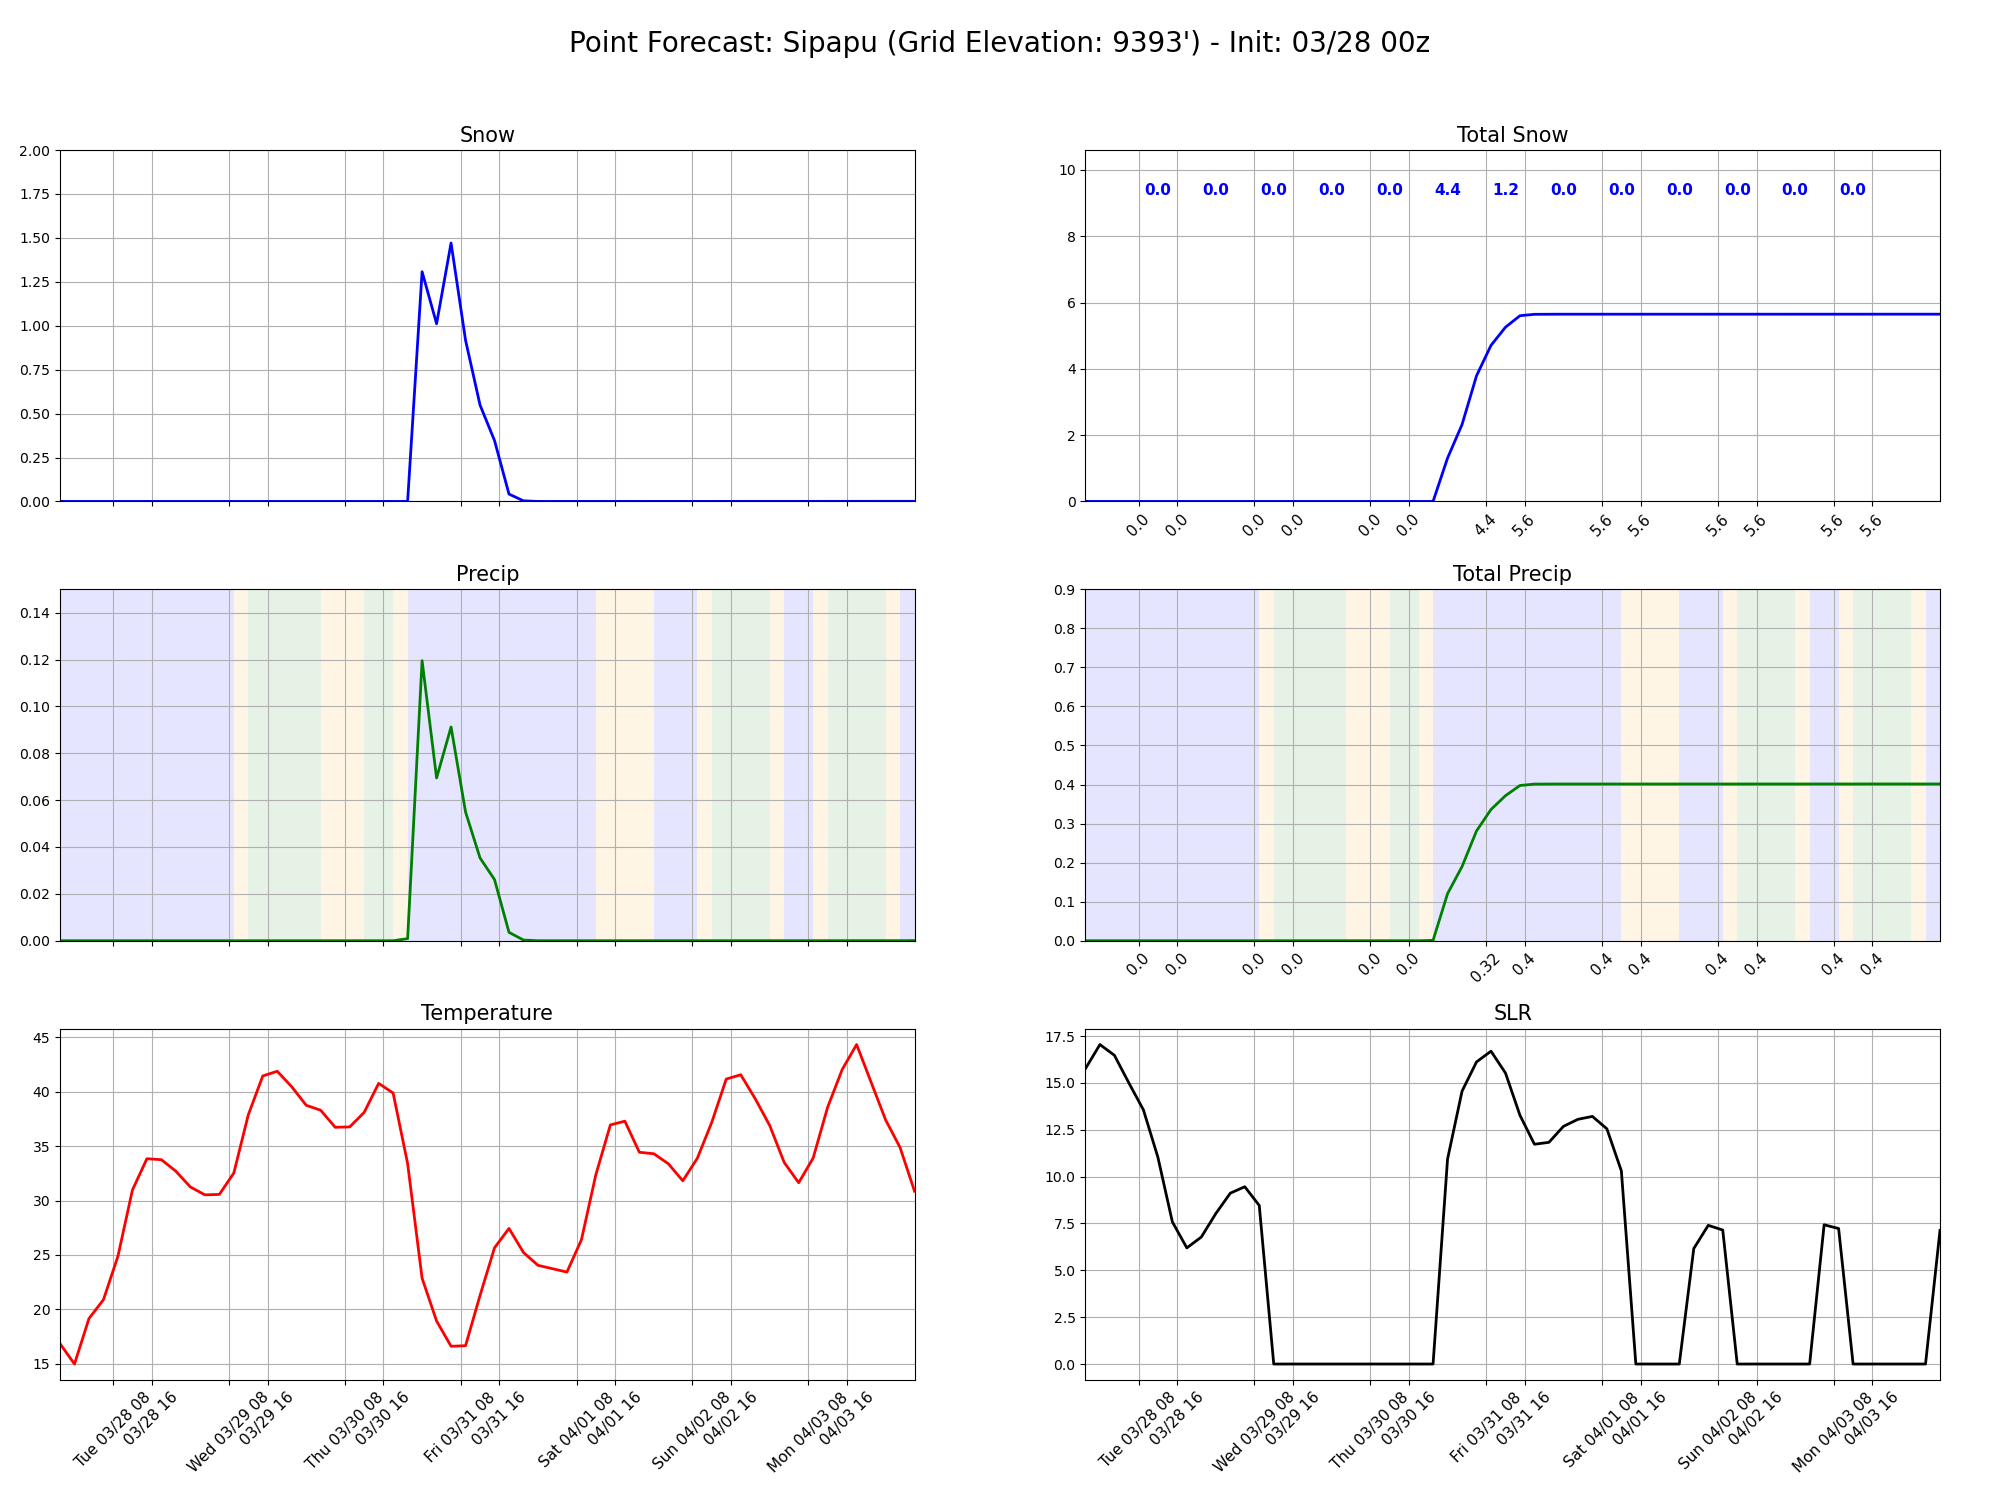 Point Forecast: Sipapu (Grid Elevation: 9393') - Init: 03/28 00z
Snow
2.00
1.75
1.50
1.25
1.00
0.75
0.50
0.25
0.00
Total Snow
10
8
6
4
2
0
0.0 0.0 0.0 0.0 0.0 4.4 1.2 0.0 0.0 0.0 0.0 0.0 0.0
0.0 0.0 0.0 0.0 0.0 0.0 4.4 5.6 5.6 5.6 5.6 5.6 5.6 5.6
Precip
0.14
0.12
0.10
0.08
0.06
0.04
0.02
0.00
Total Precip
0.9
0.8
0.7
0.6
0.5
0.4
0.3
0.2
0.1
0.0
0.0 0.0 0.0 0.0 0.0 0.0 0.32 0.4 0.4 0.4 0.4 0.4 0.4 0.4
Temperature
45
40
35
30
25
20
15
Tue 03/28 08
03/28 16
Wed 03/29 08
03/29 16
Thu 03/30 08
03/30 16
Fri 03/31 08
03/31 16
Sat 04/01 08
04/01 16
Sun 04/02 08
04/02 16
Mon 04/03 08
04/03 16
SLR
17.5
15.0
12.5
10.0
7.5
5.0
2.5
0.0
Tue 03/28 08
03/28 16
Wed 03/29 08
03/29 16
Thu 03/30 08
03/30 16
Fri 03/31 08
03/31 16
Sat 04/01 08
04/01 16
Sun 04/02 08
04/02 16
Mon 04/03 08
04/03 16